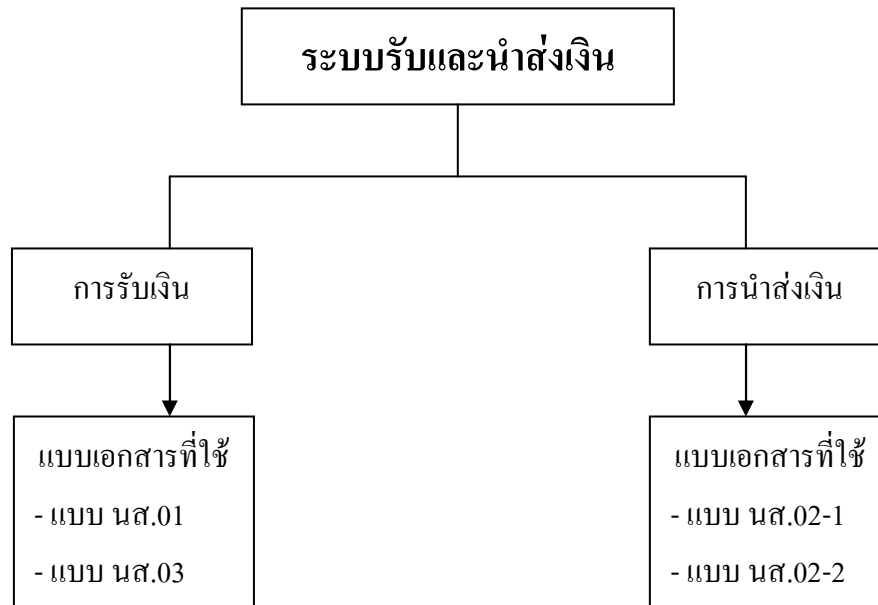 ระบบรับและนำส่งเงิน
การรับเงิน
การนำส่งเงิน
แบบเอกสารที่ใช้
- แบบ นส.01
- แบบ นส.03
แบบเอกสารที่ใช้
- แบบ นส.02-1
- แบบ นส.02-2